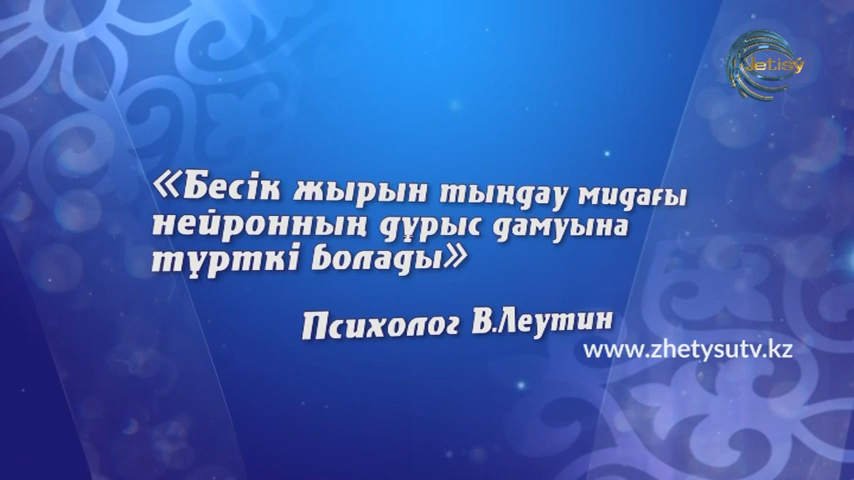 Jetisý
«Бесік жырын тыңдау мидағы
нейронның дұрыс дамуына
түрткі болады»
Психолог В.Леутин
www.zhetysutv.kz